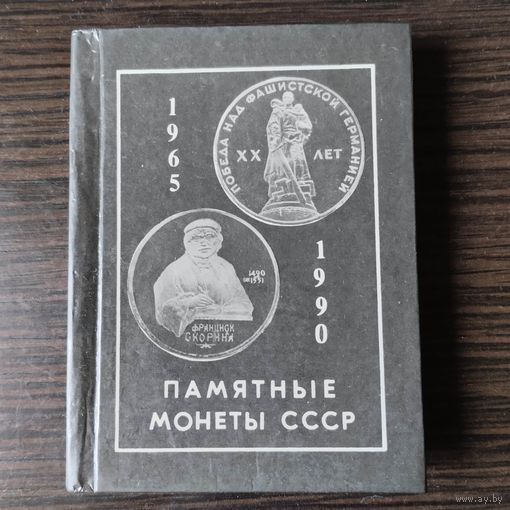 1965
ПОБЕДА НАД ФАШИСТСКОЙ ГЕРМАНИЕЙ
XX ЛЕТ
1490
1551
ФРАНЦИСК
СКОРИНА
1990
ПАМЯТНЫЕ
МОНЕТЫ СССР
www.ay.by